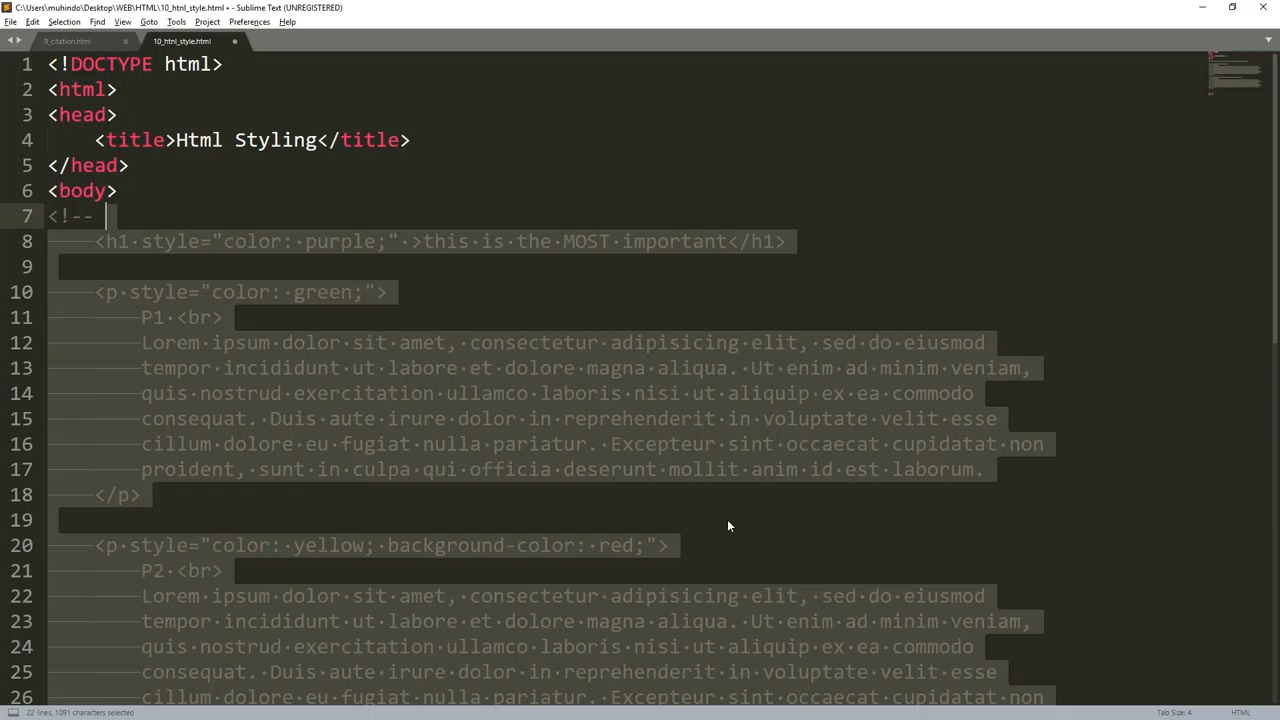 C:\Users\muhindo\Desktop\WEB\HTML\10_html_style.html • - Sublime Text (UNREGISTERED)
File Edit Selection Find View Goto Tools Project Preferences Help
9_citation.html 10_html_style.html
1 <!DOCTYPE html>
2 <html>
3 <head>
4 <title>Html Styling</title>
5 </head>
6 <body>
7 <!--
8 <h1 style="color: purple;" >this is the MOST important</h1>
9
10 <p style="color: green;">
11 P1 <br>
12 Lorem ipsum dolor sit amet, consectetur adipisicing elit, sed do eiusmod
13 tempor incididunt ut labore et dolore magna aliqua. Ut enim ad minim veniam,
14 quis nostrud exercitation ullamco laboris nisi ut aliquip ex ea commodo
15 consequat. Duis aute irure dolor in reprehenderit in voluptate velit esse
16 cillum dolore eu fugiat nulla pariatur. Excepteur sint occaecat cupidatat non
17 proident, sunt in culpa qui officia deserunt mollit anim id est laborum.
18 </p>
19
20 <p style="color: yellow; background-color: red;">
21 P2 <br>
22 Lorem ipsum dolor sit amet, consectetur adipisicing elit, sed do eiusmod
23 tempor incididunt ut labore et dolore magna aliqua. Ut enim ad minim veniam,
24 quis nostrud exercitation ullamco laboris nisi ut aliquip ex ea commodo
25 consequat. Duis aute irure dolor in reprehenderit in voluptate velit esse
26 cillum dolore eu fugiat nulla pariatur. Excepteur sint occaecat cupidatat non
22 lines, 1091 characters selected Tab Size: 4 HTML